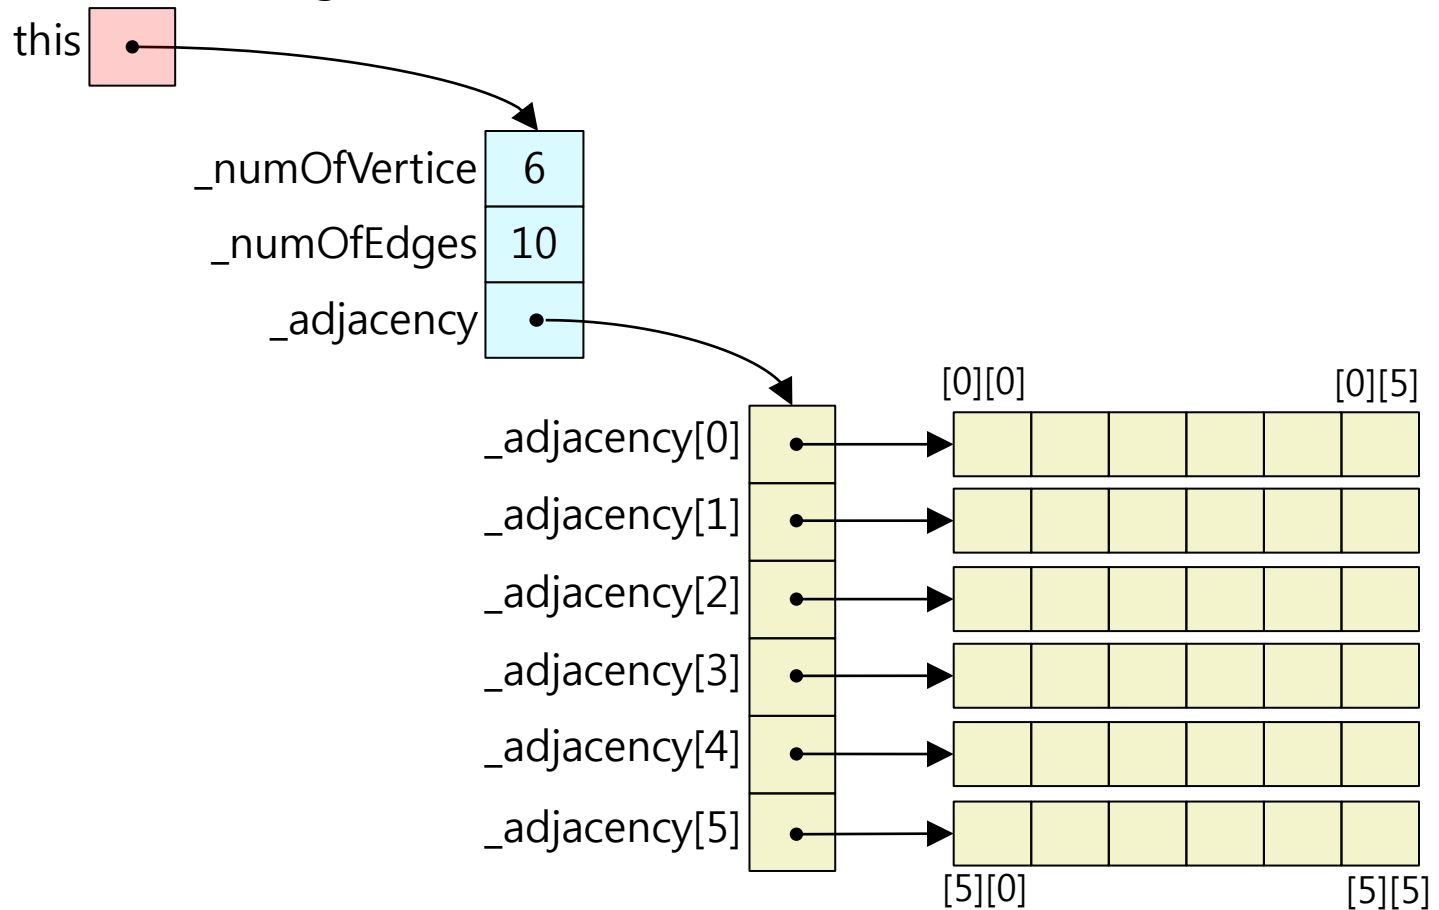 this
_numOfVertice 6
_numOfEdges 10
_adjacency
[0][0] [0][5]
_adjacency[0]
_adjacency[1]
_adjacency[2]
_adjacency[3]
_adjacency[4]
_adjacency[5]
[5][0] [5][5]